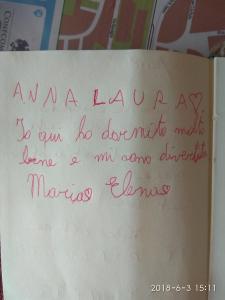 ANNA LAURA♡
Io qui ho dormito molto
bene e mi sono divertita
Maria Elena
2018-6-3 15:11